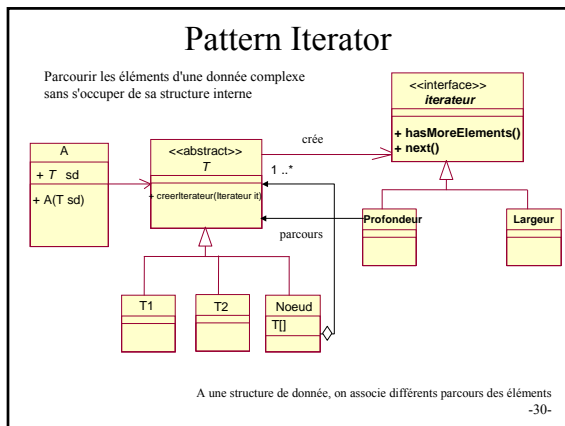 Pattern Iterator
Parcourir les éléments d'une donnée complexe
sans s'occuper de sa structure interne
<<interface>>
iterateur
+ hasMoreElements()
+ next()
crée
A
+ T sd
+ A(T sd)
<<abstract>>
T
+ creerIterateur(Iterateur it)
1 ..*
parcours
Profondeur
Largeur
T1
T2
Noeud
T[]
A une structure de donnée, on associe différents parcours des éléments
-30-